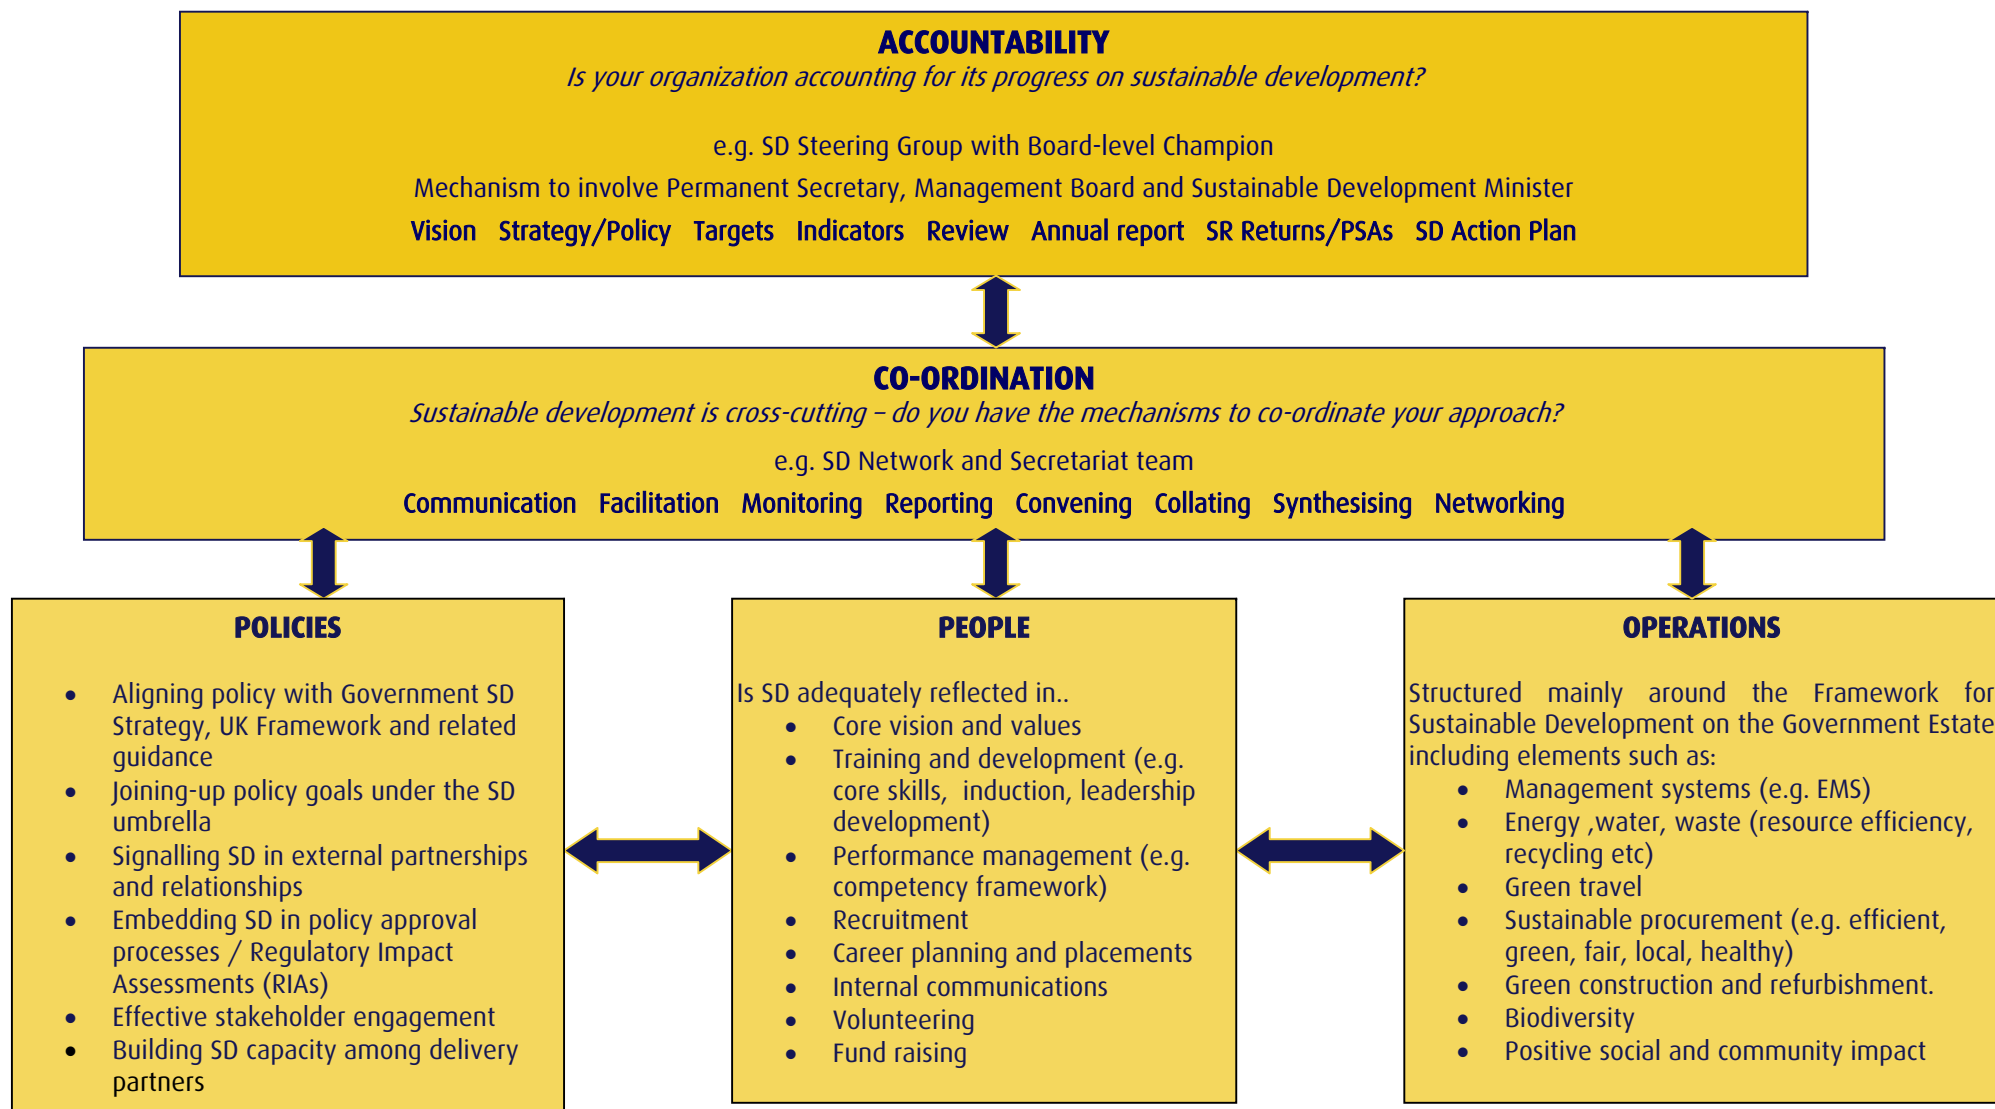 ACCOUNTABILITY
Is your organization accounting for its progress on sustainable development?
e.g. SD Steering Group with Board-level Champion
Mechanism to involve Permanent Secretary, Management Board and Sustainable Development Minister
Vision Strategy/Policy Targets Indicators Review Annual report SR Returns/PSAs SD Action Plan
CO-ORDINATION
Sustainable development is cross-cutting – do you have the mechanisms to co-ordinate your approach?
e.g. SD Network and Secretariat team
Communication Facilitation Monitoring Reporting Convening Collating Synthesising Networking
POLICIES
• Aligning policy with Government SD
Strategy, UK Framework and related
guidance
• Joining-up policy goals under the SD
umbrella
• Signalling SD in external partnerships
and relationships
• Embedding SD in policy approval
processes / Regulatory Impact
Assessments (RIAs)
• Effective stakeholder engagement
• Building SD capacity among delivery
partners
PEOPLE
Is SD adequately reflected in..
• Core vision and values
• Training and development (e.g.
core skills, induction, leadership
development)
• Performance management (e.g.
competency framework)
• Recruitment
• Career planning and placements
• Internal communications
• Volunteering
• Fund raising
OPERATIONS
Structured mainly around the Framework for
Sustainable Development on the Government Estate
including elements such as:
• Management systems (e.g. EMS)
• Energy ,water, waste (resource efficiency,
recycling etc)
• Green travel
• Sustainable procurement (e.g. efficient,
green, fair, local, healthy)
• Green construction and refurbishment.
• Biodiversity
• Positive social and community impact